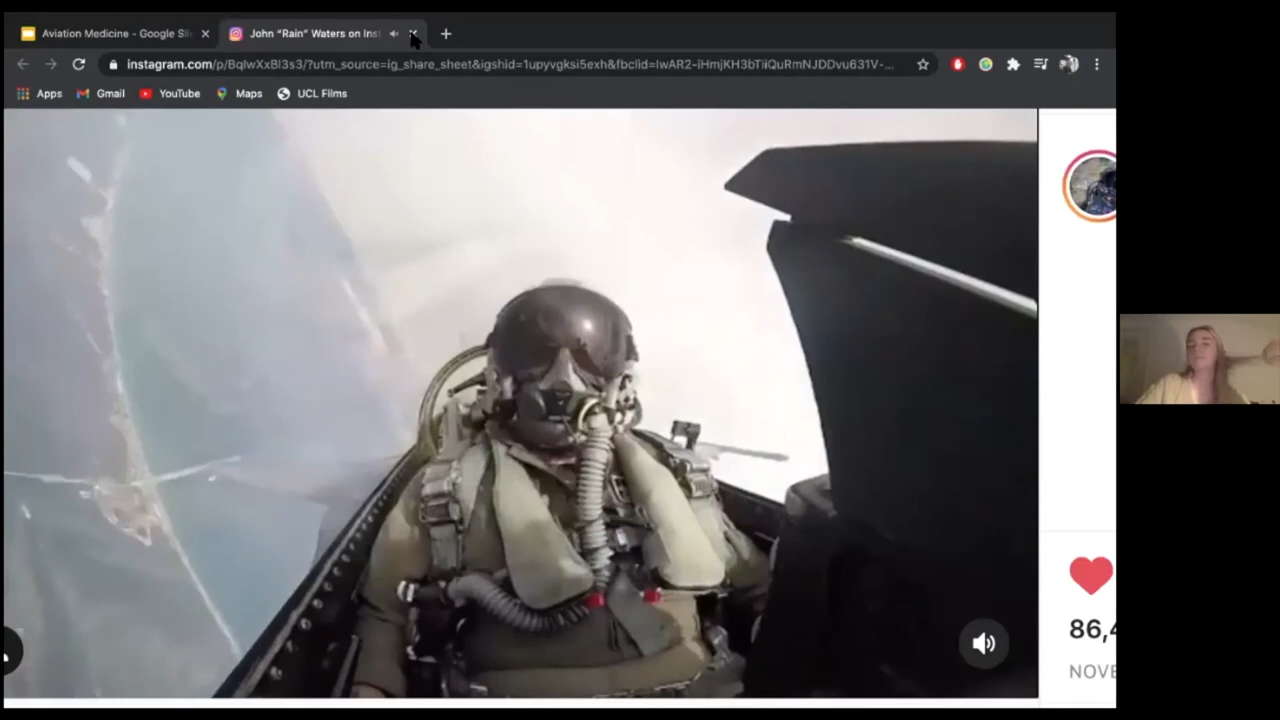 Aviation Medicine - Google Sli
John “Rain” Waters on Inst
instagram.com/p/BqIwXxBl3s3/?utm_source=ig_share_sheet&igshid=1upyvgksi5exh&fbclid=IwAR2-iHmjKH3bTiiQuRmNJDDvu631V-...
Apps
Gmail
YouTube
Maps
UCL Films
86,4
NOVE